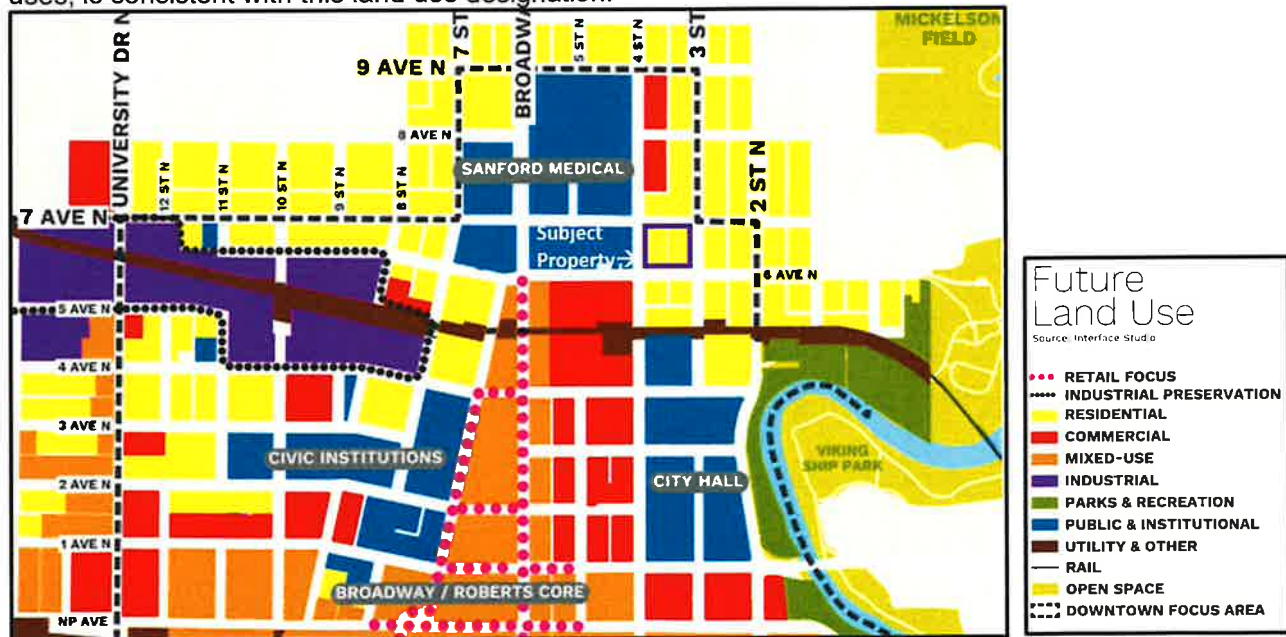 uses, is consistent with this land use designation.
MICKELSON
FIELD
UNIVERSITY DR N
7 ST
BROADWAY
5 ST N
4 ST N
3 ST
9 AVE N
8 AVE N
SANFORD MEDICAL
12 ST N
11 ST N
10 ST N
9 ST N
8 ST N
2 ST N
7 AVE N
Subject
Property
6 AVE N
5 AVE N
4 AVE N
3 AVE N
CIVIC INSTITUTIONS
VIKING
SHIP PARK
CITY HALL
2 AVE N
1 AVE N
BROADWAY / ROBERTS CORE
NP AVE
Future
Land Use
Source: Interface Studio
RETAIL FOCUS
INDUSTRIAL PRESERVATION
RESIDENTIAL
COMMERCIAL
MIXED-USE
INDUSTRIAL
PARKS & RECREATION
PUBLIC & INSTITUTIONAL
UTILITY & OTHER
RAIL
OPEN SPACE
DOWNTOWN FOCUS AREA